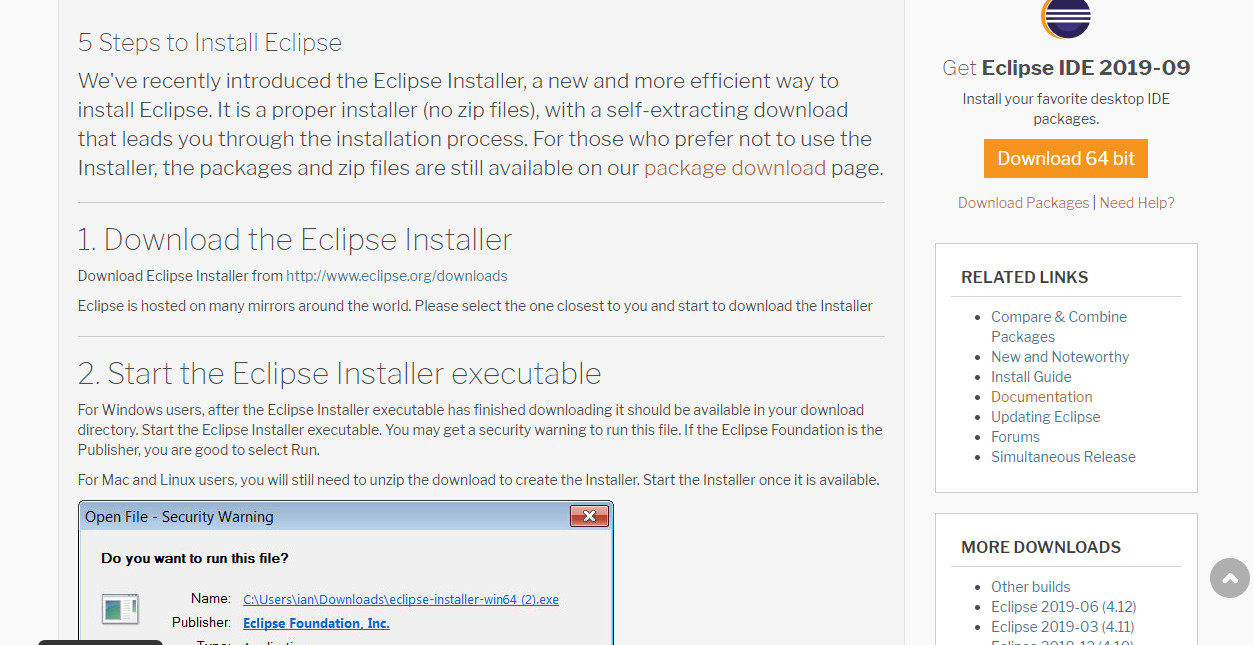 5 Steps to Install Eclipse
We've recently introduced the Eclipse Installer, a new and more efficient way to
install Eclipse. It is a proper installer (no zip files), with a self-extracting download
that leads you through the installation process. For those who prefer not to use the
Installer, the packages and zip files are still available on our package download page.
1. Download the Eclipse Installer
Download Eclipse Installer from http://www.eclipse.org/downloads
Eclipse is hosted on many mirrors around the world. Please select the one closest to you and start to download the Installer
2. Start the Eclipse Installer executable
For Windows users, after the Eclipse Installer executable has finished downloading it should be available in your download
directory. Start the Eclipse Installer executable. You may get a security warning to run this file. If the Eclipse Foundation is the
Publisher, you are good to select Run.
For Mac and Linux users, you will still need to unzip the download to create the Installer. Start the Installer once it is available.
Open File - Security Warning
Do you want to run this file?
Name: C:\Users\ian\Downloads\eclipse-installer-win64 (2).exe
Publisher: Eclipse Foundation, Inc.
Get Eclipse IDE 2019-09
Install your favorite desktop IDE
packages.
Download 64 bit
Download Packages | Need Help?
RELATED LINKS
Compare & Combine
Packages
New and Noteworthy
Install Guide
Documentation
Updating Eclipse
Forums
Simultaneous Release
MORE DOWNLOADS
Other builds
Eclipse 2019-06 (4.12)
Eclipse 2019-03 (4.11)